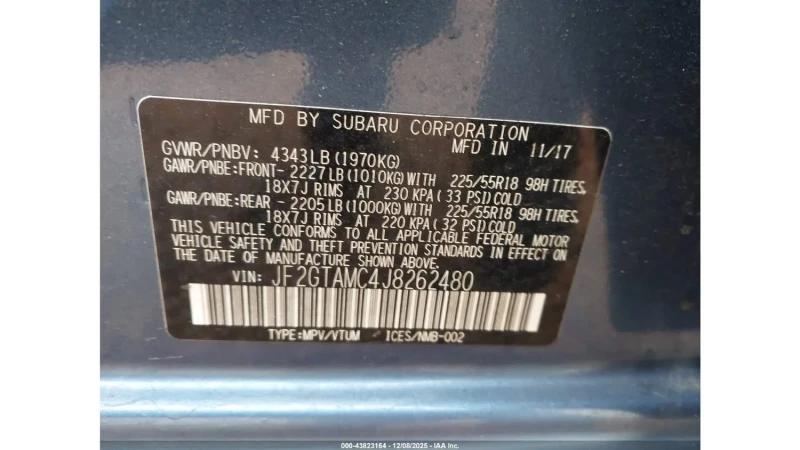 MFD BY SUBARU CORPORATION
GVWR/PNBV: 4343LB(1970KG) MFD IN 11/17
GAWR/PNBE:FRONT-2227LB(1010KG)WITH 225/55R18 98H TIRES,
18X7J RIMS AT 230 KPA( 33 PSI)COLD
GAWR/PNBE:REAR -2205LB(1000KG)WITH 225/55R18 98H TIRES,
18X7J RIMS AT 220 KPA( 32 PSI)COLD
THIS VEHICLE CONFORMS TO ALL APPLICABLE FEDERAL MOTOR
VEHICLE SAFETY AND THEFT PREVENTION STANDARDS IN EFFECT ON
THE DATE OF MANUFACTURE SHOWN ABOVE.
VIN: JF2GTAMC4J8262480
TYPE:MPV/VTUM ICES/NMB-002
000-43823164 - 12/08/2025 - IAA Inc.